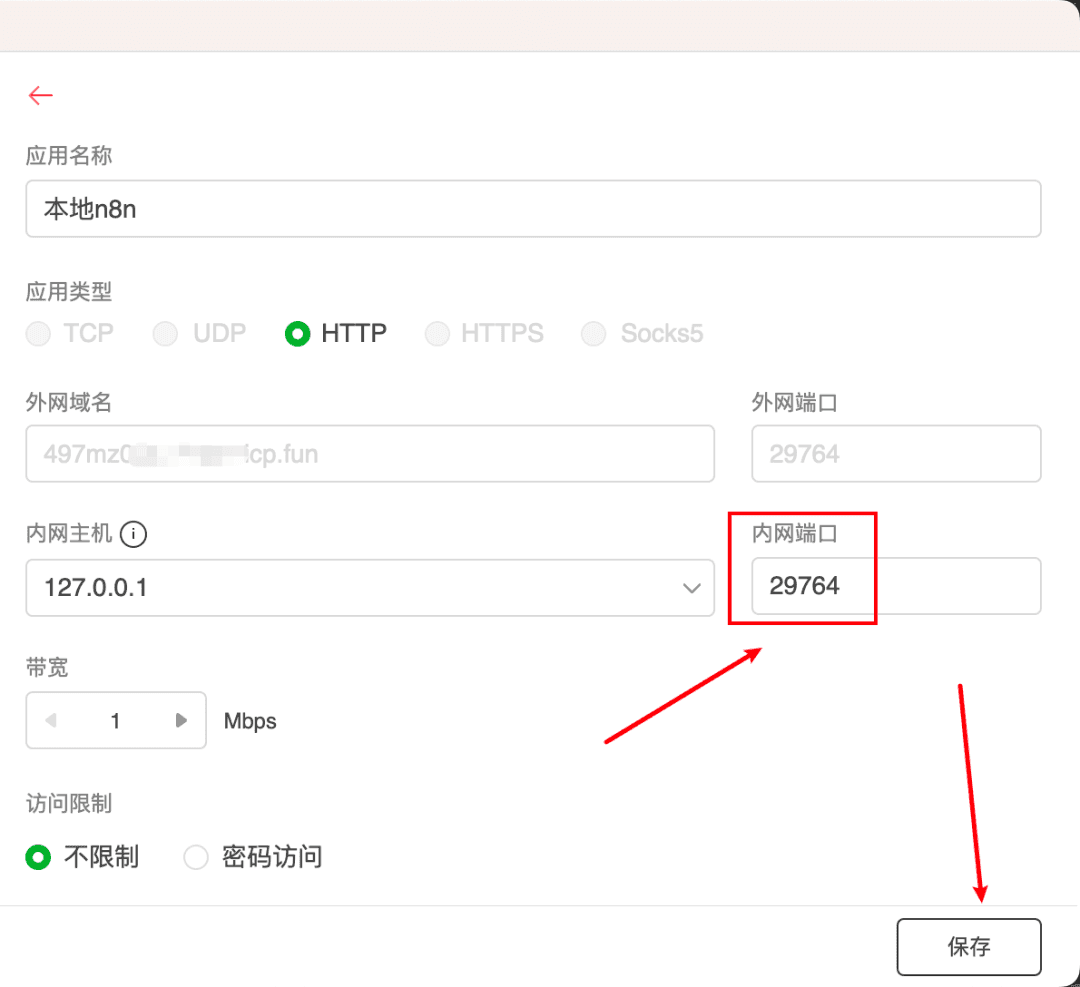 应用名称
本地n8n
应用类型
TCP UDP HTTP HTTPS Socks5
外网域名 外网端口
497mz0 icp.fun 29764
内网主机 内网端口
127.0.0.1 29764
带宽
1 Mbps
访问限制
不限制 密码访问
保存